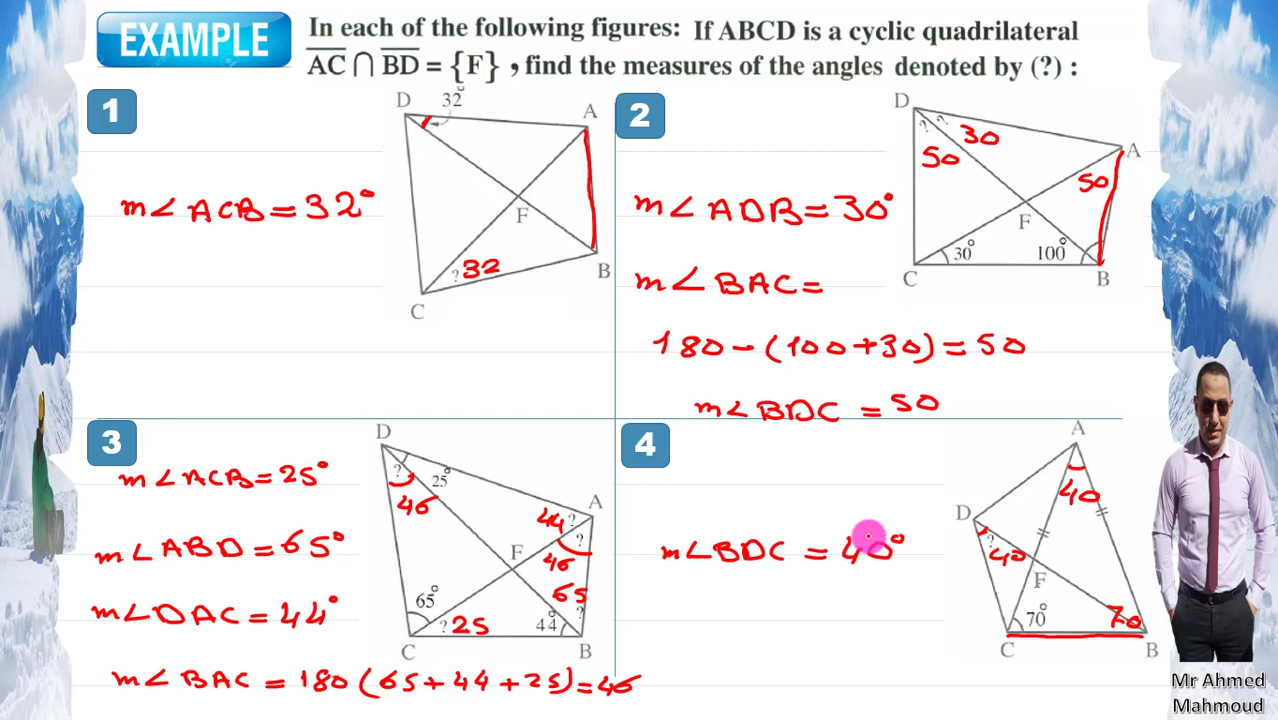 EXAMPLE
In each of the following figures: If ABCD is a cyclic quadrilateral
AC ∩ BD = {F} , find the measures of the angles denoted by (?) :
1
D
32°
A
F
B
C
? 32
m∠ ACB = 32°
2
D
? ?
30
50
A
50
F
30°
100°
C
B
m∠ ADB = 30°
m∠ BAC =
180 - (100+30) = 50
m∠ BDC = 50
3
D
?
25°
46
A
44 ?
?
46
F
65
65°
? 25
44°
?
C
B
m∠ ACB = 25°
m∠ ABD = 65°
m∠ DAC = 44°
m∠ BAC = 180 (65+44+25) = 46
4
A
40
D
?
40
F
70°
70
C
B
m∠ BDC = 40°
Mr Ahmed
Mahmoud